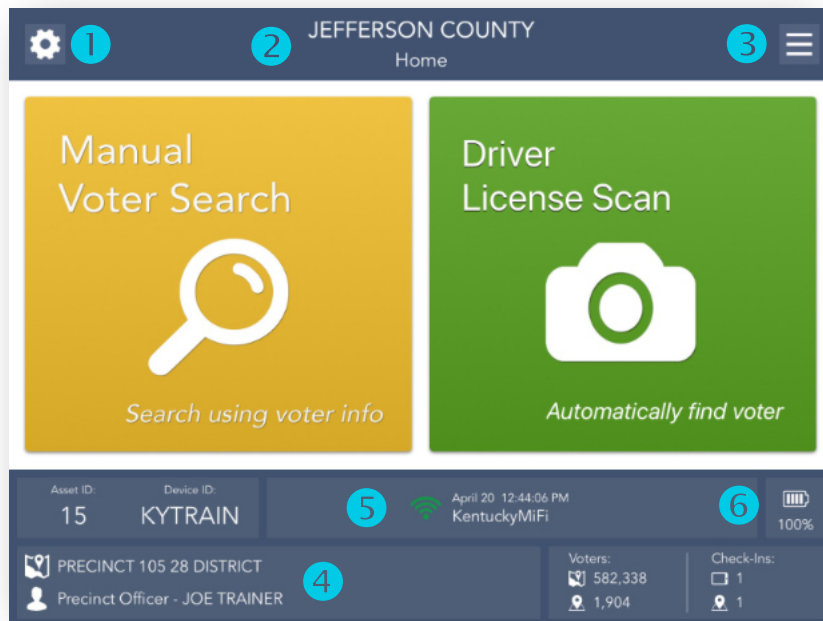 1
2
JEFFERSON COUNTY
Home
3
Manual
Voter Search
Search using voter info
Driver
License Scan
Automatically find voter
Asset ID:
15
Device ID:
KYTRAIN
5
April 20 12:44:06 PM
KentuckyMiFi
6
100%
PRECINCT 105 28 DISTRICT
Precinct Officer - JOE TRAINER
4
Voters:
582,338
1,904
Check-Ins:
1
1